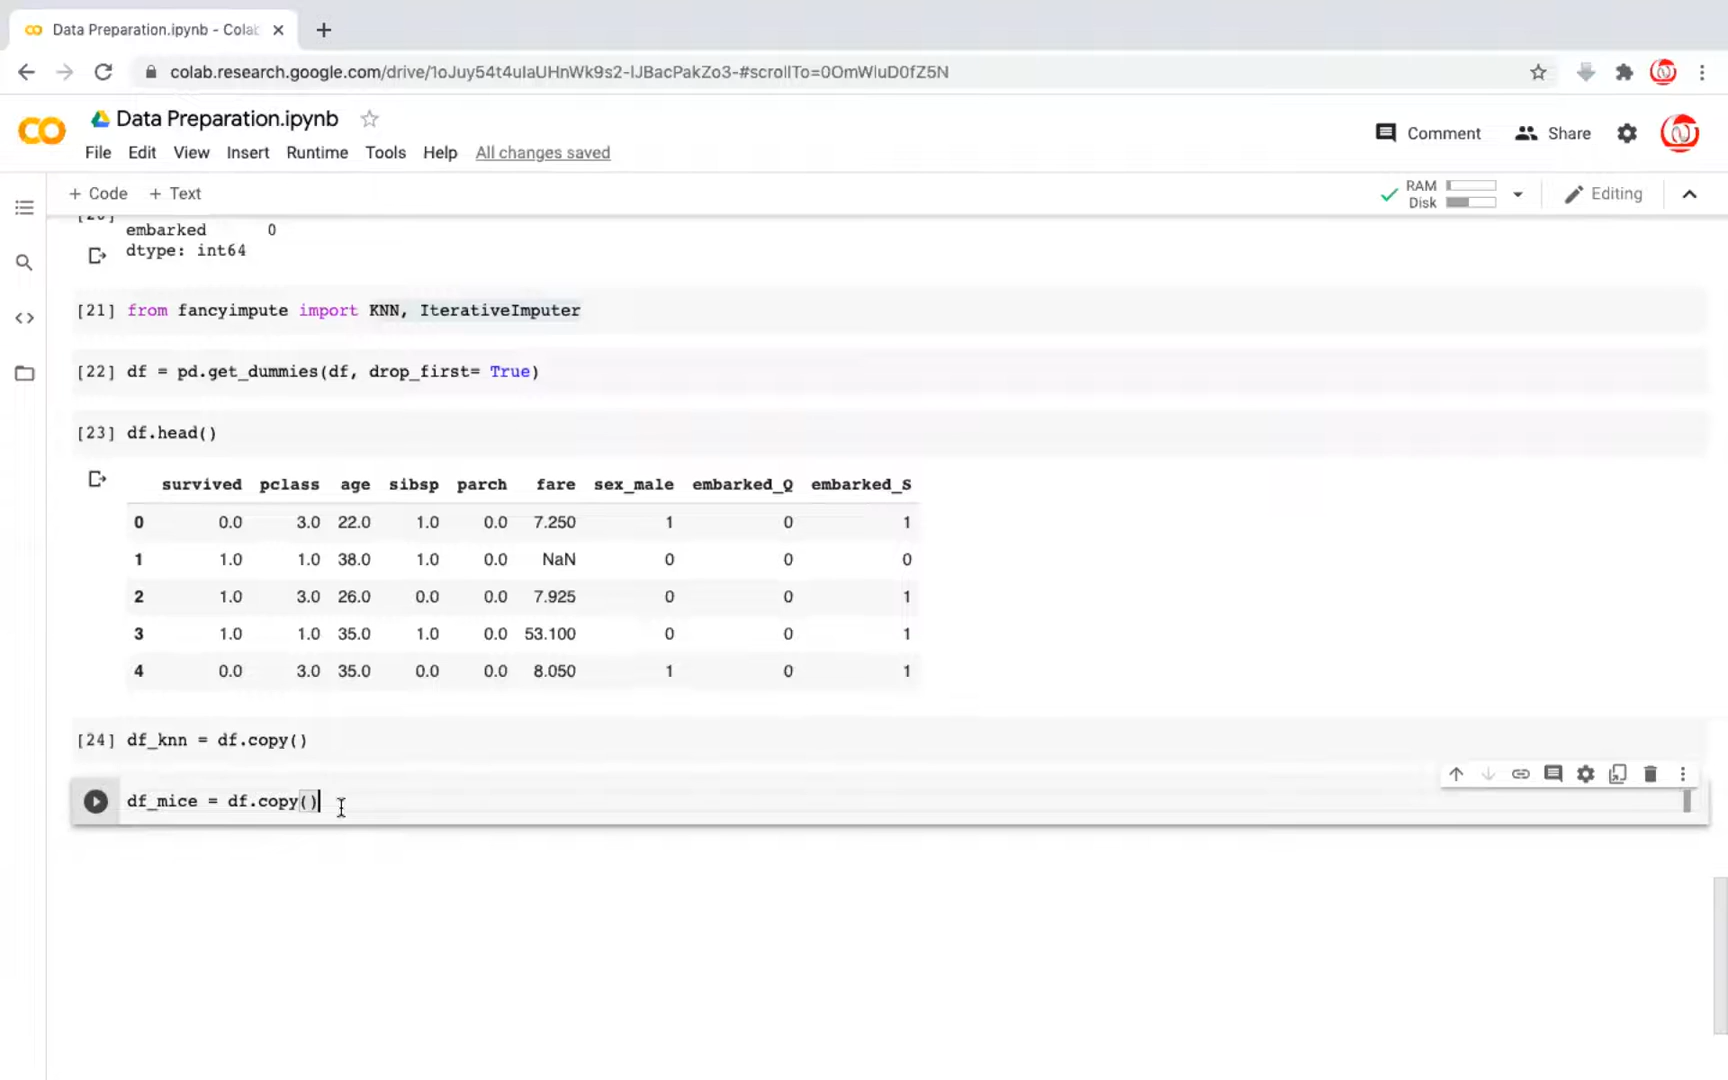 Data Preparation.ipynb - Colab
colab.research.google.com/drive/1oJuy54t4ulaUHnWk9s2-IJBacPakZo3-#scrollTo=0OmWluD0fZ5N
Data Preparation.ipynb
File Edit View Insert Runtime Tools Help All changes saved
Comment Share
+ Code + Text
RAM
Disk
Editing
[20]
embarked 0
dtype: int64
[21] from fancyimpute import KNN, IterativeImputer
[22] df = pd.get_dummies(df, drop_first= True)
[23] df.head()
survived pclass age sibsp parch fare sex_male embarked_Q embarked_S
0 0.0 3.0 22.0 1.0 0.0 7.250 1 0 1
1 1.0 1.0 38.0 1.0 0.0 NaN 0 0 0
2 1.0 3.0 26.0 0.0 0.0 7.925 0 0 1
3 1.0 1.0 35.0 1.0 0.0 53.100 0 0 1
4 0.0 3.0 35.0 0.0 0.0 8.050 1 0 1
[24] df_knn = df.copy()
df_mice = df.copy()